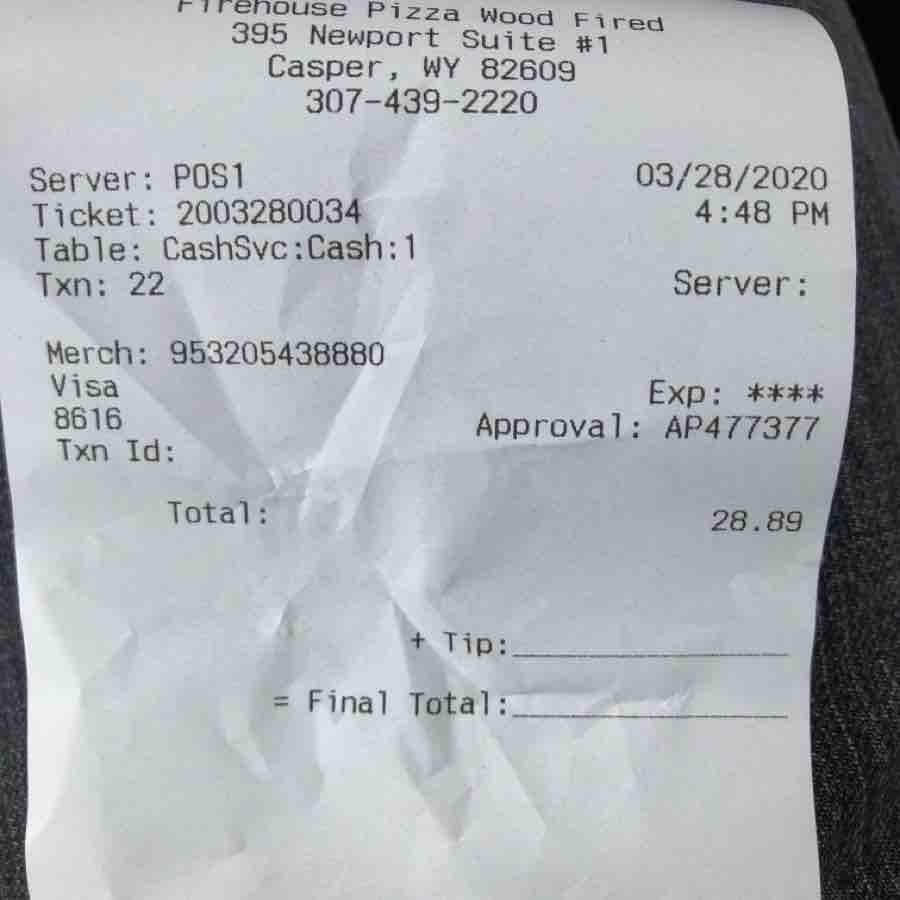 Firehouse Pizza Wood Fired
395 Newport Suite #1
Casper, WY 82609
307-439-2220
Server: POS1 03/28/2020
Ticket: 2003280034 4:48 PM
Table: CashSvc:Cash:1
Txn: 22 Server:
Merch: 953205438880
Visa Exp: ****
8616 Approval: AP477377
Txn Id:
Total: 28.89
+ Tip:
= Final Total: